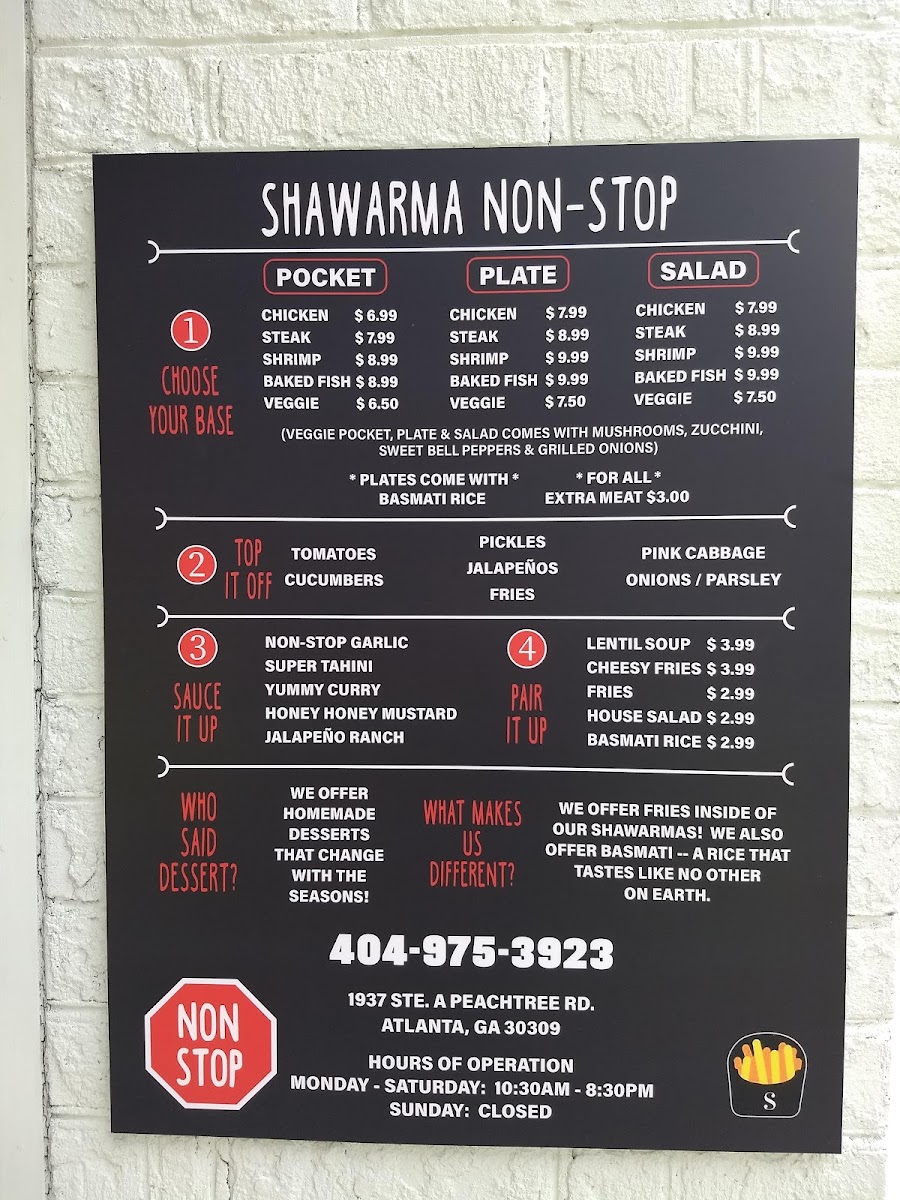 SHAWARMA NON-STOP
POCKET
CHICKEN $ 6.99
STEAK $ 7.99
SHRIMP $ 8.99
BAKED FISH $ 8.99
VEGGIE $ 6.50
PLATE
CHICKEN $ 7.99
STEAK $ 8.99
SHRIMP $ 9.99
BAKED FISH $ 9.99
VEGGIE $ 7.50
SALAD
CHICKEN $ 7.99
STEAK $ 8.99
SHRIMP $ 9.99
BAKED FISH $ 9.99
VEGGIE $ 7.50
1
CHOOSE
YOUR BASE
(VEGGIE POCKET, PLATE & SALAD COMES WITH MUSHROOMS, ZUCCHINI,
SWEET BELL PEPPERS & GRILLED ONIONS)
* PLATES COME WITH *
BASMATI RICE
* FOR ALL *
EXTRA MEAT $3.00
2
TOP
IT OFF
TOMATOES
CUCUMBERS
PICKLES
JALAPEÑOS
FRIES
PINK CABBAGE
ONIONS / PARSLEY
3
SAUCE
IT UP
NON-STOP GARLIC
SUPER TAHINI
YUMMY CURRY
HONEY HONEY MUSTARD
JALAPEÑO RANCH
4
PAIR
IT UP
LENTIL SOUP $ 3.99
CHEESY FRIES $ 3.99
FRIES $ 2.99
HOUSE SALAD $ 2.99
BASMATI RICE $ 2.99
WHO
SAID
DESSERT?
WE OFFER
HOMEMADE
DESSERTS
THAT CHANGE
WITH THE
SEASONS!
WHAT MAKES
US
DIFFERENT?
WE OFFER FRIES INSIDE OF
OUR SHAWARMAS! WE ALSO
OFFER BASMATI -- A RICE THAT
TASTES LIKE NO OTHER
ON EARTH.
404-975-3923
1937 STE. A PEACHTREE RD.
ATLANTA, GA 30309
HOURS OF OPERATION
MONDAY - SATURDAY: 10:30AM - 8:30PM
SUNDAY: CLOSED
NON
STOP
S